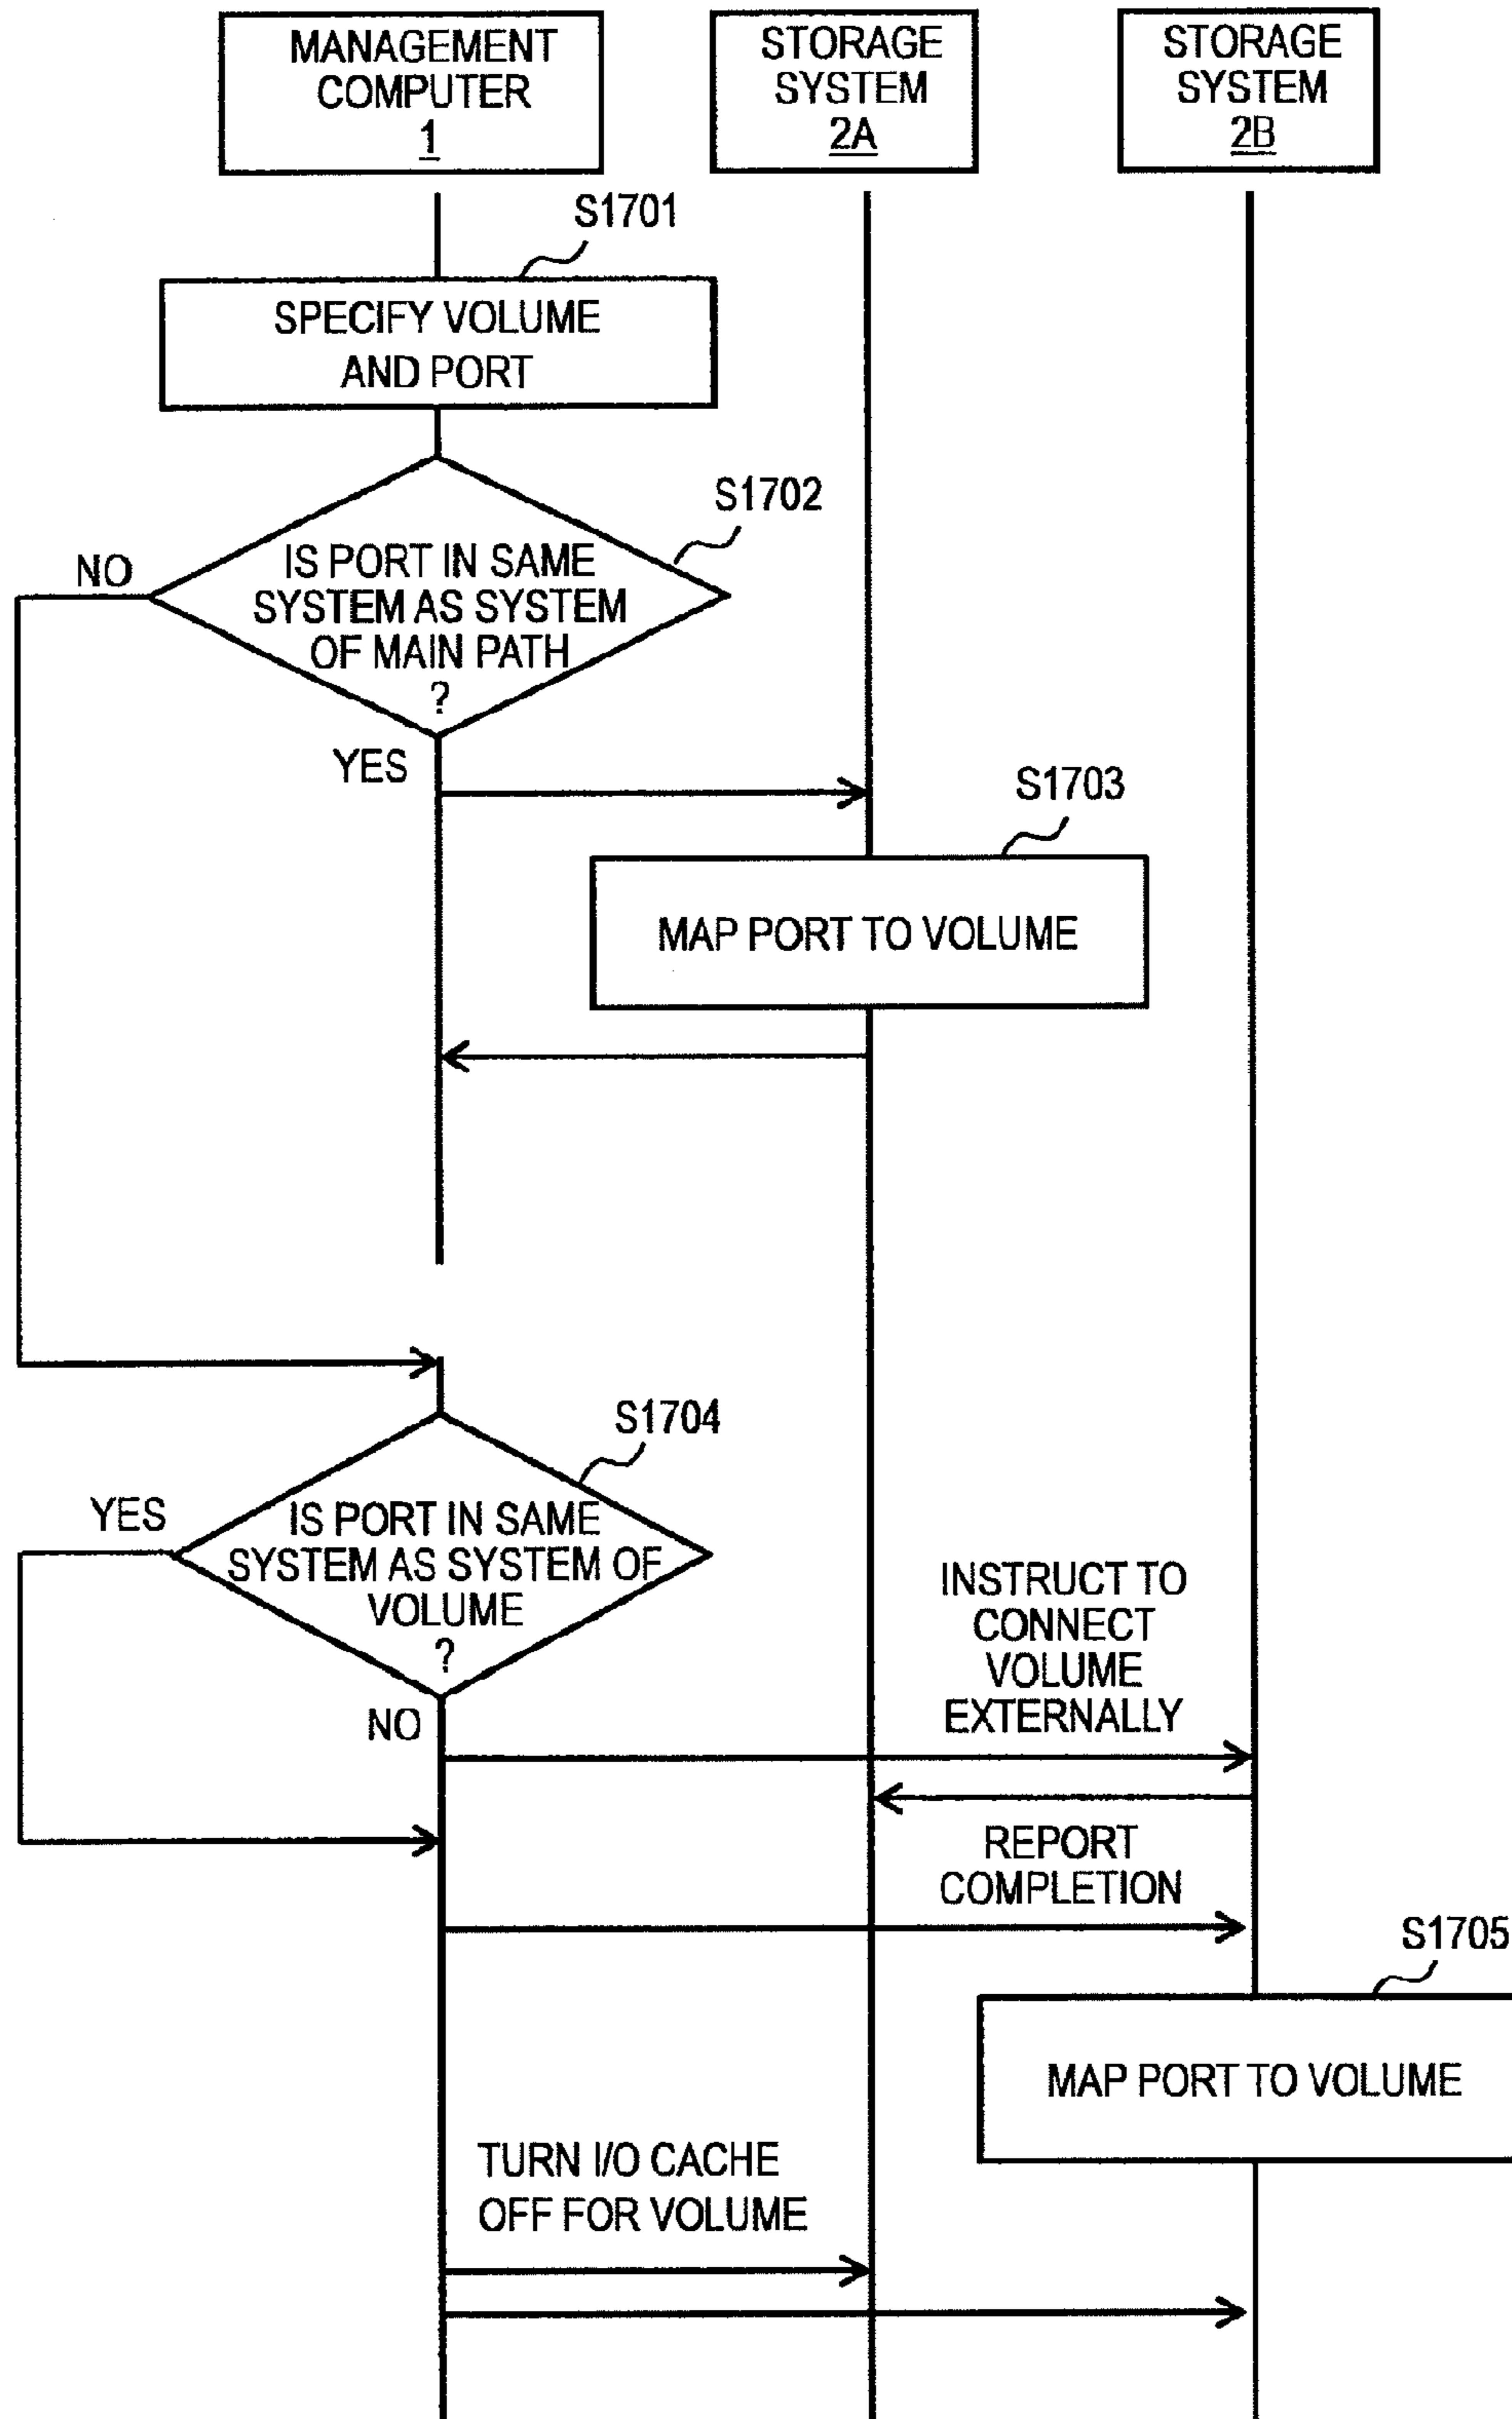 MANAGEMENT
COMPUTER
1
STORAGE
SYSTEM
2A
STORAGE
SYSTEM
2B
S1701
SPECIFY VOLUME
AND PORT
S1702
NO
IS PORT IN SAME
SYSTEM AS SYSTEM
OF MAIN PATH
?
YES
S1703
MAP PORT TO VOLUME
S1704
YES
IS PORT IN SAME
SYSTEM AS SYSTEM OF
VOLUME
?
NO
INSTRUCT TO
CONNECT
VOLUME
EXTERNALLY
REPORT
COMPLETION
S1705
MAP PORT TO VOLUME
TURN I/O CACHE
OFF FOR VOLUME